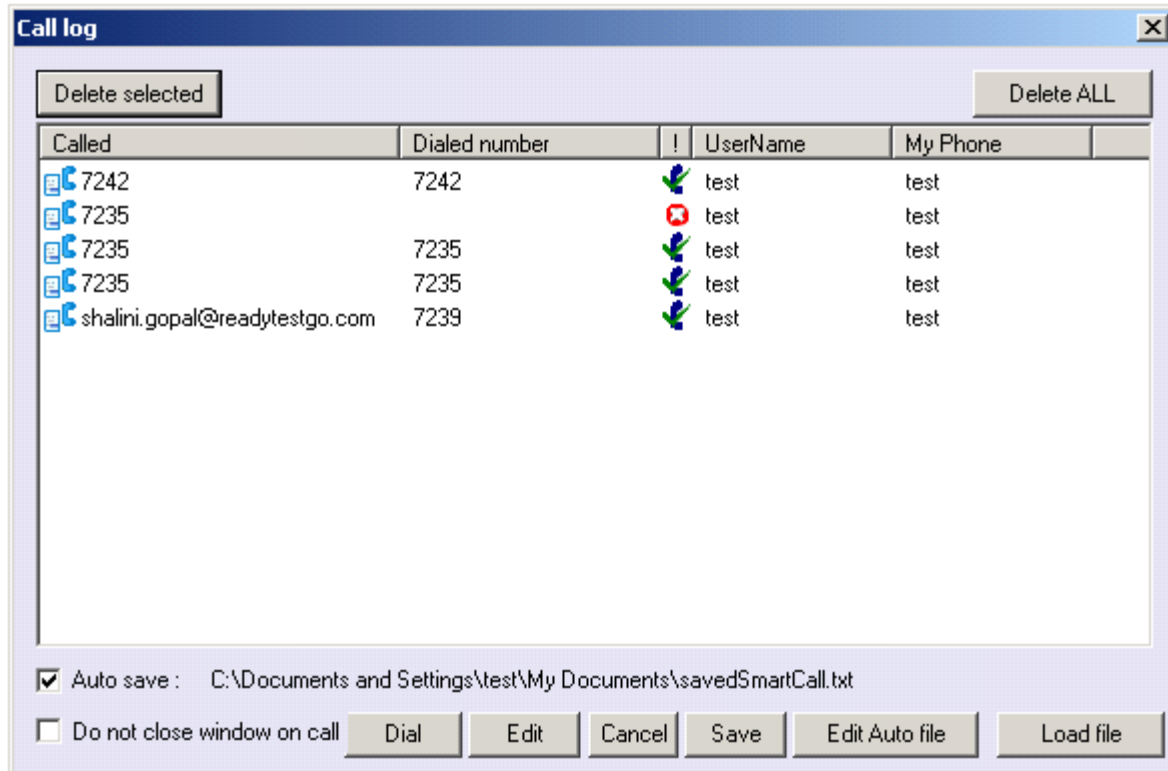 Call log
Delete selected Delete ALL
Called Dialed number ! UserName My Phone
7242 7242 test test
7235 test test
7235 7235 test test
7235 7235 test test
shalini.gopal@readytestgo.com 7239 test test
Auto save : C:\Documents and Settings\test\My Documents\savedSmartCall.txt
Do not close window on call Dial Edit Cancel Save Edit Auto file Load file